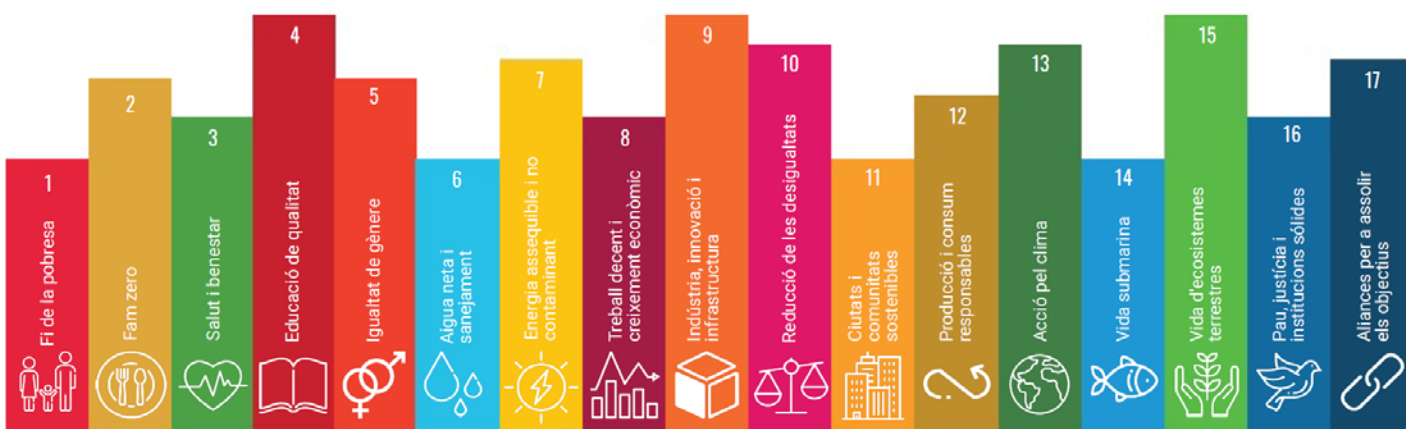 1
Fi de la pobresa
2
Fam zero
3
Salut i benestar
4
Educació de qualitat
5
Igualtat de gènere
6
Aigua neta i
sanejament
7
Energia assequible i no
contaminant
8
Treball decent i
creixement econòmic
9
Indústria, innovació i
infraestructura
10
Reducció de les desigualtats
11
Ciutats i
comunitats
sostenibles
12
Producció i consum
responsables
13
Acció pel clima
14
Vida submarina
15
Vida d'ecosistemes
terrestres
16
Pau, justícia i
institucions sólides
17
Aliances per a assolir
els objectius